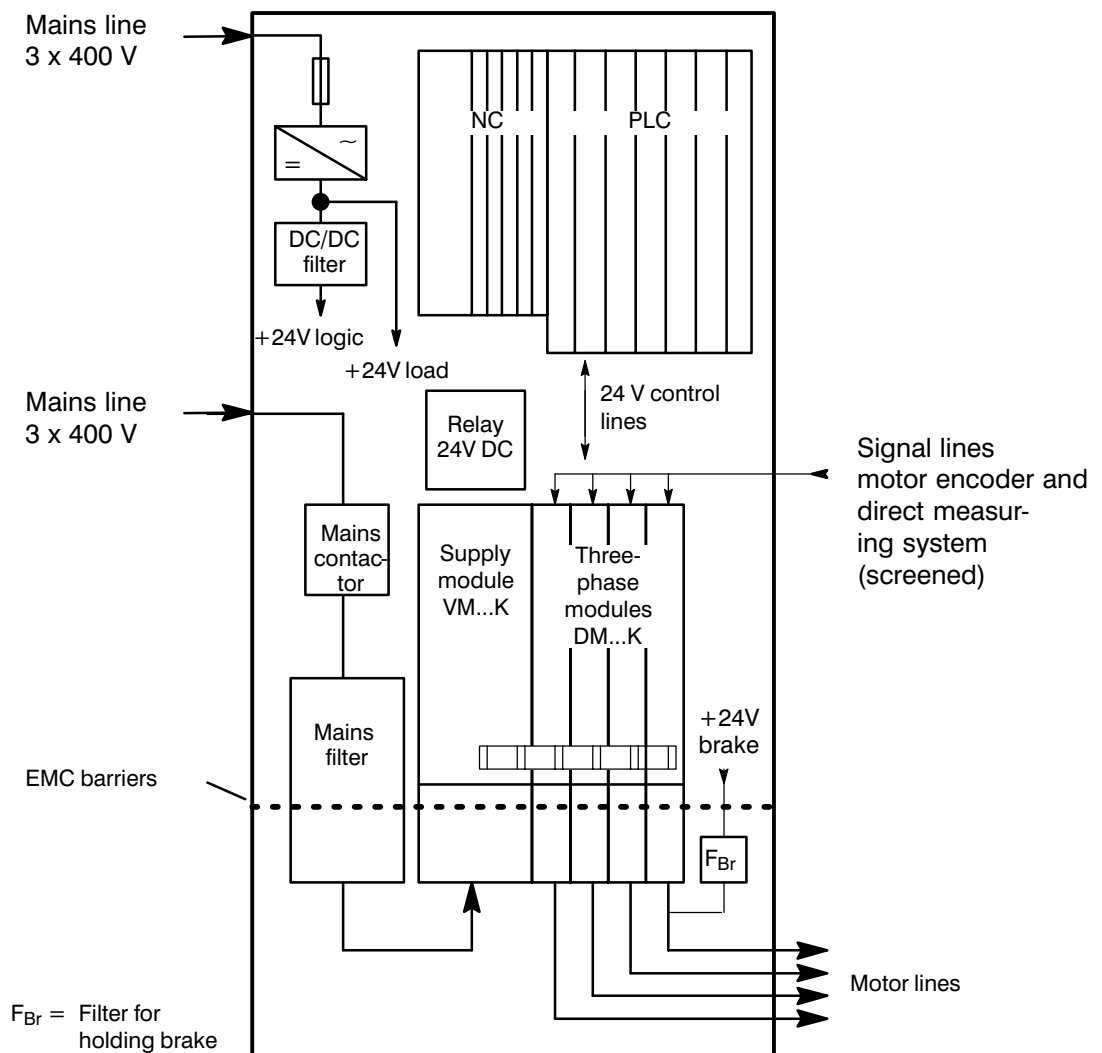 Mains line
3 x 400 V
NC
PLC
~
=
DC/DC
filter
+24V logic
+24V load
24 V control
lines
Mains line
3 x 400 V
Relay
24V DC
Signal lines
motor encoder and
direct measur-
ing system
(screened)
Mains
contac-
tor
Supply
module
VM...K
Three-
phase
modules
DM...K
Mains
filter
+24V
brake
EMC barriers
FBr
Motor lines
FBr = Filter for
holding brake